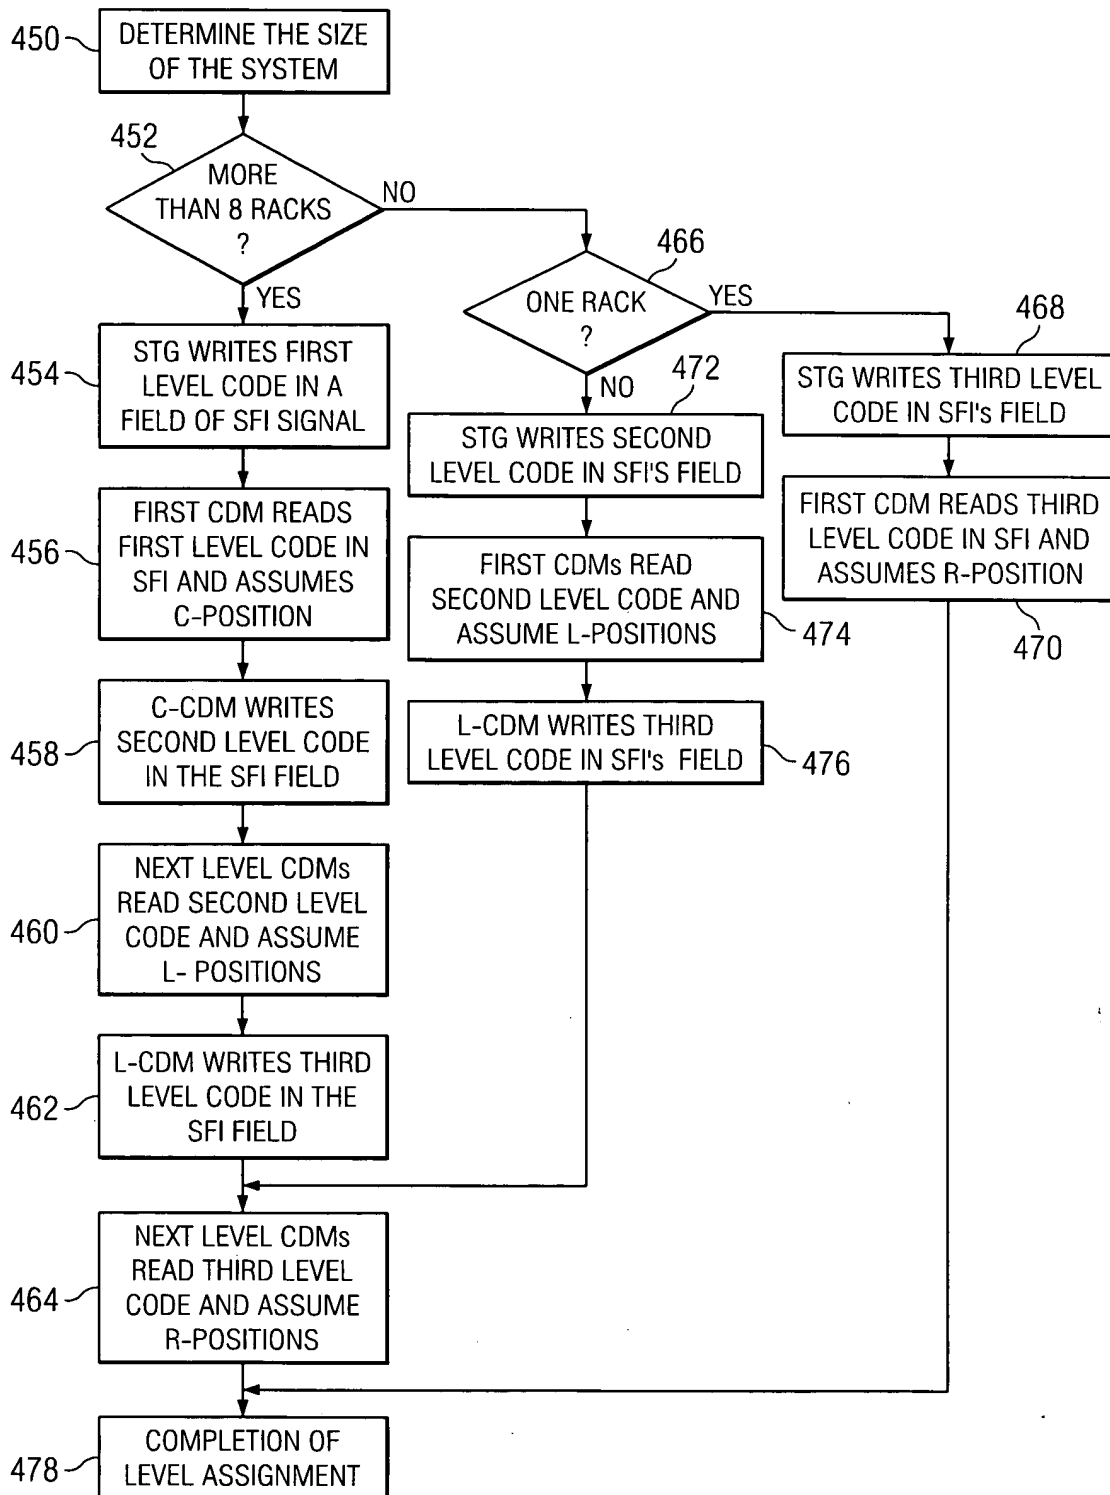 450
DETERMINE THE SIZE
OF THE SYSTEM
452
MORE
THAN 8 RACKS
?
NO
YES
466
ONE RACK
?
YES
NO
454
STG WRITES FIRST
LEVEL CODE IN A
FIELD OF SFI SIGNAL
472
STG WRITES SECOND
LEVEL CODE IN SFI'S FIELD
468
STG WRITES THIRD LEVEL
CODE IN SFI's FIELD
456
FIRST CDM READS
FIRST LEVEL CODE IN
SFI AND ASSUMES
C-POSITION
FIRST CDMs READ
SECOND LEVEL CODE AND
ASSUME L-POSITIONS
474
FIRST CDM READS THIRD
LEVEL CODE IN SFI AND
ASSUMES R-POSITION
470
458
C-CDM WRITES
SECOND LEVEL CODE
IN THE SFI FIELD
L-CDM WRITES THIRD
LEVEL CODE IN SFI's FIELD
476
460
NEXT LEVEL CDMs
READ SECOND LEVEL
CODE AND ASSUME
L- POSITIONS
462
L-CDM WRITES THIRD
LEVEL CODE IN THE
SFI FIELD
464
NEXT LEVEL CDMs
READ THIRD LEVEL
CODE AND ASSUME
R-POSITIONS
478
COMPLETION OF
LEVEL ASSIGNMENT